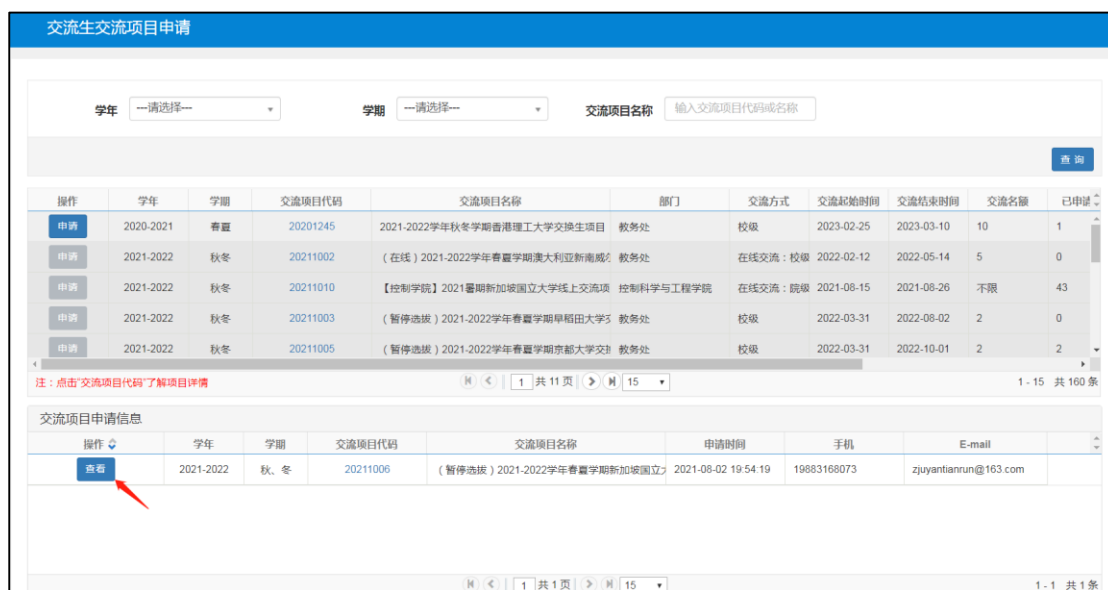 交流生交流项目申请
学年 ---请选择--- 学期 ---请选择--- 交流项目名称 输入交流项目代码或名称
查 询
操作 学年 学期 交流项目代码 交流项目名称 部门 交流方式 交流起始时间 交流结束时间 交流名额 已申请
申请 2020-2021 春夏 20201245 2021-2022学年秋冬学期香港理工大学交换生项目 教务处 校级 2023-02-25 2023-03-10 10 1
申请 2021-2022 秋冬 20211002 （在线）2021-2022学年春夏学期澳大利亚新南威尔 教务处 在线交流：校级 2022-02-12 2022-05-14 5 0
申请 2021-2022 秋冬 20211010 【控制学院】2021暑期新加坡国立大学线上交流项 控制科学与工程学院 在线交流：院级 2021-08-15 2021-08-26 不限 43
申请 2021-2022 秋冬 20211003 （暂停选拔）2021-2022学年春夏学期早稻田大学交 教务处 校级 2022-03-31 2022-08-02 2 0
申请 2021-2022 秋冬 20211005 （暂停选拔）2021-2022学年春夏学期京都大学交换 教务处 校级 2022-03-31 2022-10-01 2 2
注：点击"交流项目代码"了解项目详情 1 共 11 页 15 1 - 15 共 160 条
交流项目申请信息
操作 学年 学期 交流项目代码 交流项目名称 申请时间 手机 E-mail
查看 2021-2022 秋、冬 20211006 （暂停选拔）2021-2022学年春夏学期新加坡国立大 2021-08-02 19:54:19 19883168073 zjuyantianrun@163.com
1 共 1 页 15 1 - 1 共 1 条